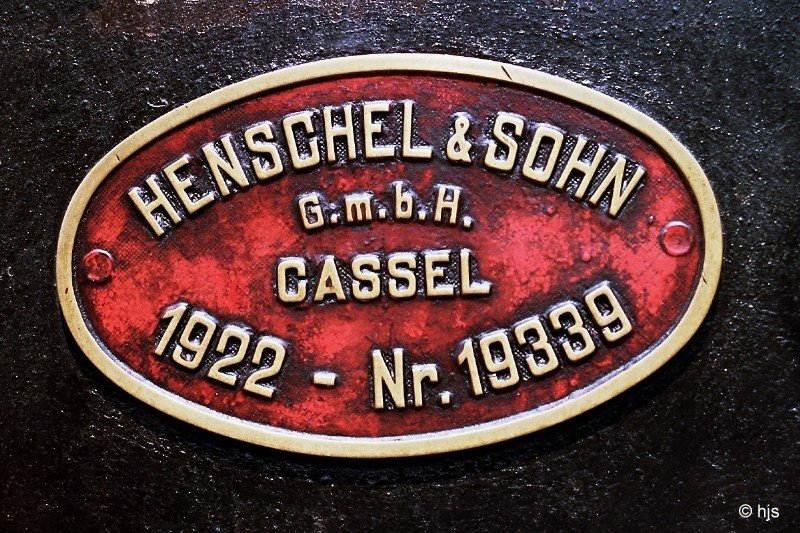 HENSCHEL & SOHN
G.m.b.H.
CASSEL
1922 - Nr. 19339
© hjs